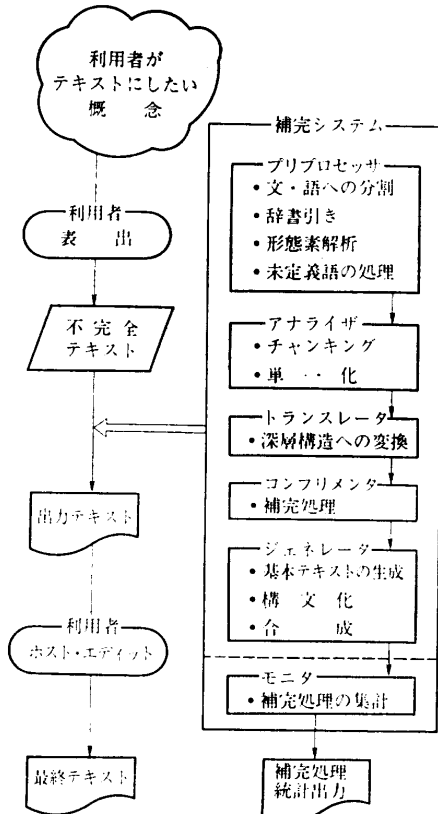 利用者が
テキストにしたい
概念
利用者
表出
不完全
テキスト
出力テキスト
利用者
ホスト・エディット
最終テキスト
補完システム
プリプロセッサ
• 文・語への分割
• 辞書引き
• 形態素解析
• 未定義語の処理
アナライザ
• チャンキング
• 単一化
トランスレータ
• 深層構造への変換
コンプリメンタ
• 補完処理
ジェネレータ
• 基本テキストの生成
• 構文化
• 合成
モニタ
• 補完処理の集計
補完処理
統計出力